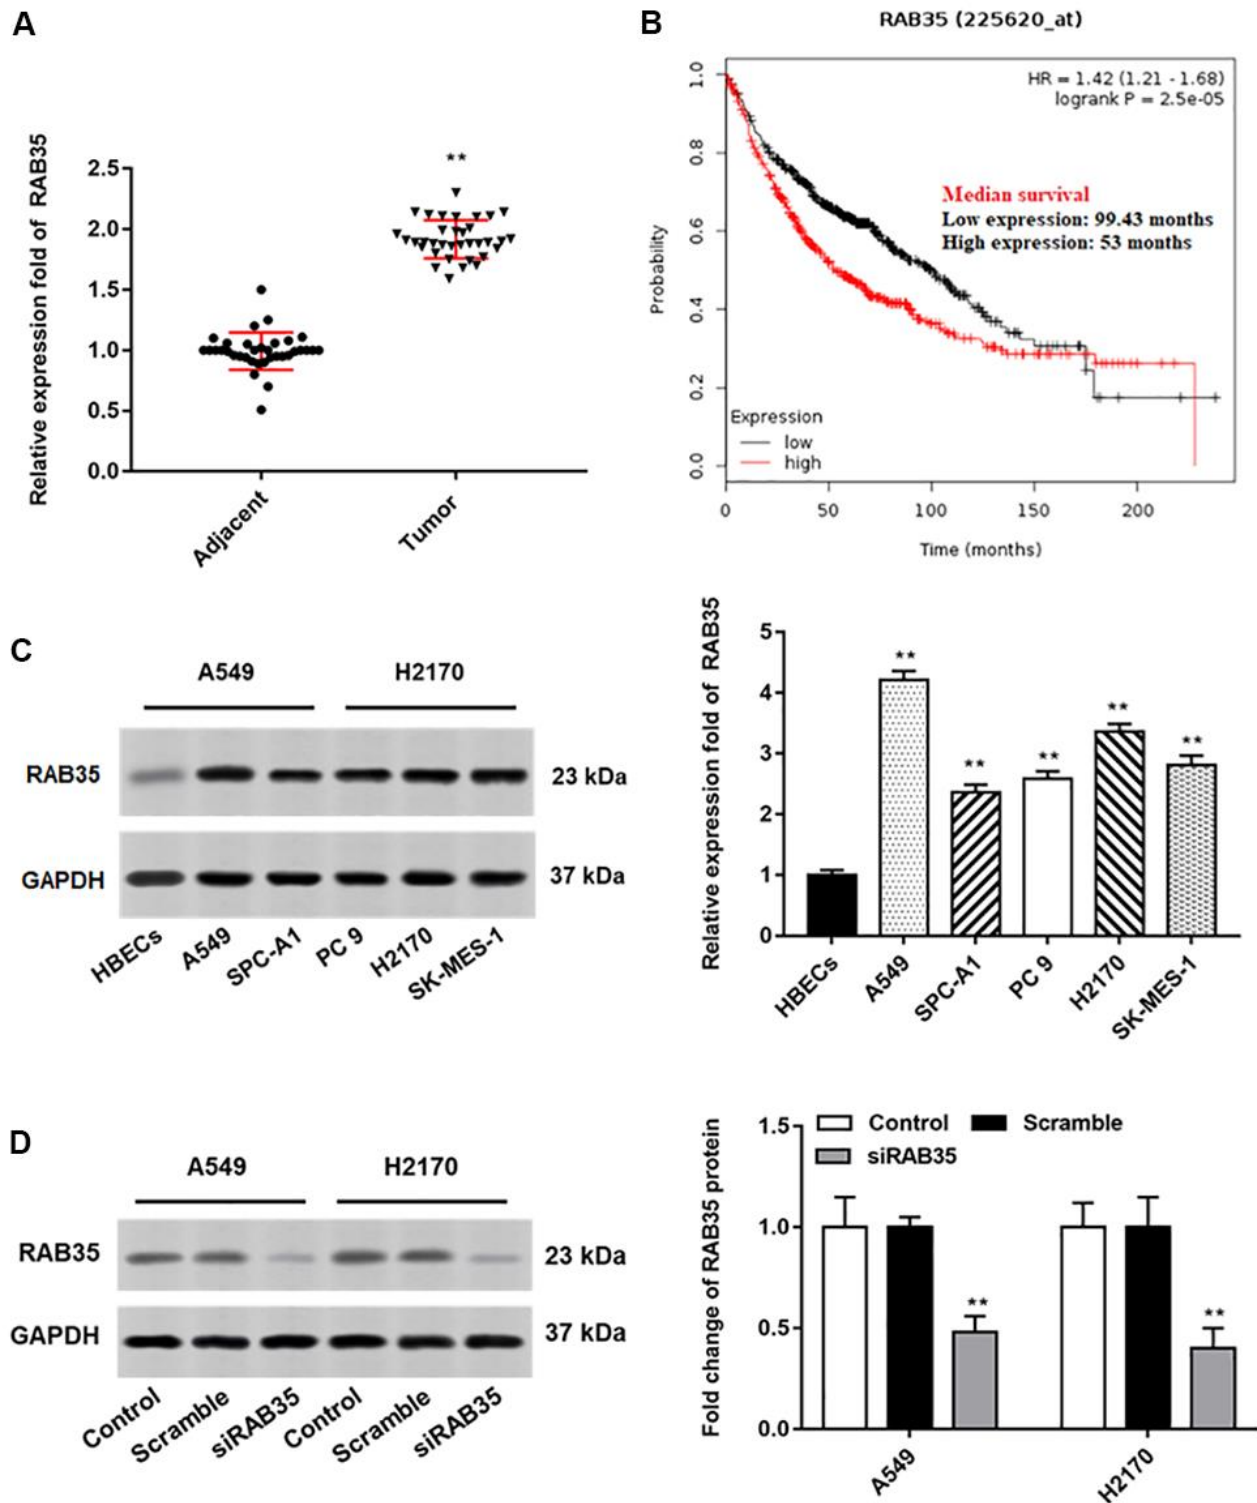 A
Relative expression fold of RAB35
2.5
2.0
1.5
1.0
0.5
0.0
**
Adjacent
Tumor
B
RAB35 (225620_at)
HR = 1.42 (1.21 - 1.68)
logrank P = 2.5e-05
Median survival
Low expression: 99.43 months
High expression: 53 months
Probability
1.0
0.8
0.6
0.4
0.2
0.0
Expression
low
high
0 50 100 150 200
Time (months)
C
A549 H2170
RAB35 23 kDa
GAPDH 37 kDa
HBECs A549 SPC-A1 PC 9 H2170 SK-MES-1
Relative expression fold of RAB35
5
4
3
2
1
0
** ** ** ** **
HBECs A549 SPC-A1 PC 9 H2170 SK-MES-1
D
A549 H2170
RAB35 23 kDa
GAPDH 37 kDa
Control Scramble siRAB35 Control Scramble siRAB35
Fold change of RAB35 protein
1.5
1.0
0.5
0.0
Control Scramble
siRAB35
** **
A549 H2170